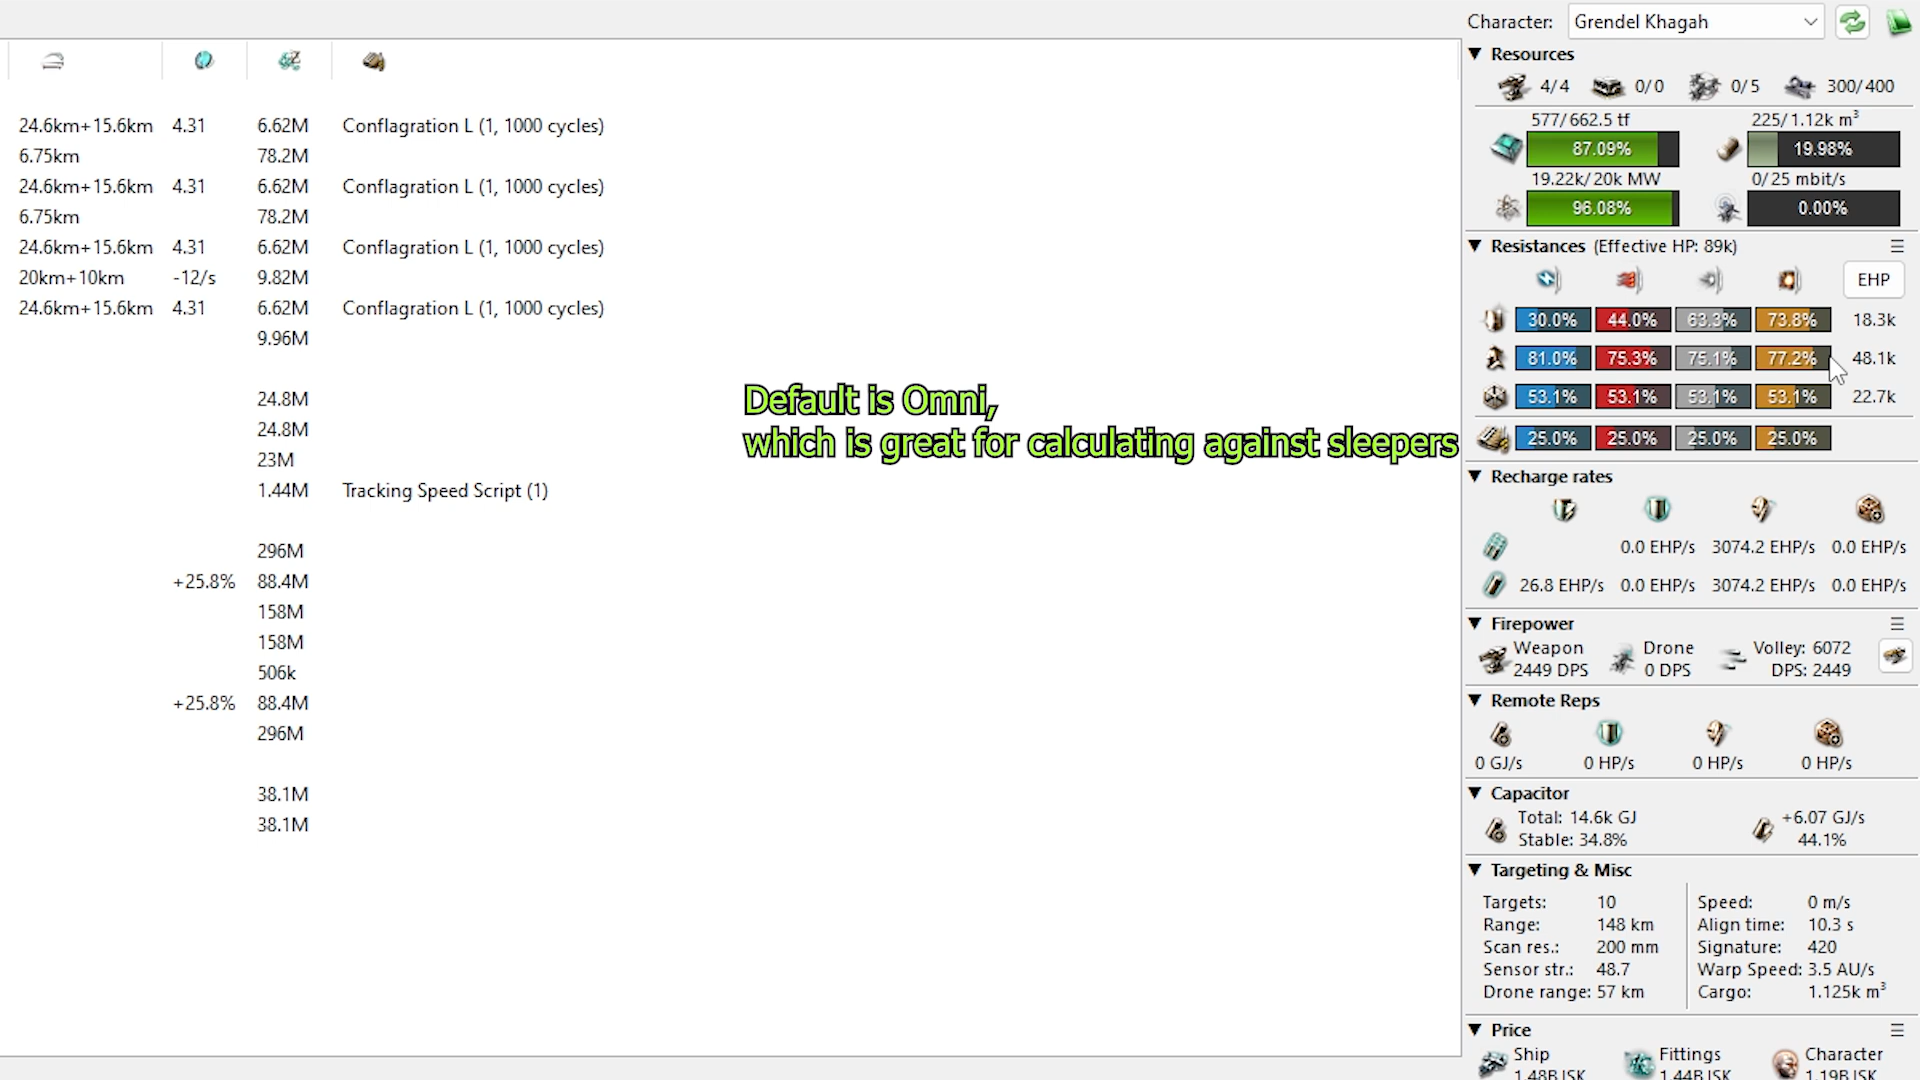 Character: Grendel Khagah
Resources
4/4 0/0 0/5 300/400
577/662.5 tf 225/1.12k m³
87.09% 19.98%
19.22k/20k MW 0/25 mbit/s
96.08% 0.00%
Resistances (Effective HP: 89k)
EHP
30.0% 44.0% 63.3% 73.8% 18.3k
81.0% 75.3% 75.1% 77.2% 48.1k
53.1% 53.1% 53.1% 53.1% 22.7k
25.0% 25.0% 25.0% 25.0%
Recharge rates
0.0 EHP/s 3074.2 EHP/s 0.0 EHP/s
26.8 EHP/s 0.0 EHP/s 3074.2 EHP/s 0.0 EHP/s
Firepower
Weapon Drone Volley: 6072
2449 DPS 0 DPS DPS: 2449
Remote Reps
0 GJ/s 0 HP/s 0 HP/s 0 HP/s
Capacitor
Total: 14.6k GJ +6.07 GJ/s
Stable: 34.8% 44.1%
Targeting & Misc
Targets: 10 Speed: 0 m/s
Range: 148 km Align time: 10.3 s
Scan res.: 200 mm Signature: 420
Sensor str.: 48.7 Warp Speed: 3.5 AU/s
Drone range: 57 km Cargo: 1.125k m³
Price
Ship Fittings Character
1.48B ISK 1.44B ISK 1.19B ISK
24.6km+15.6km 4.31 6.62M Conflagration L (1, 1000 cycles)
6.75km 78.2M
24.6km+15.6km 4.31 6.62M Conflagration L (1, 1000 cycles)
6.75km 78.2M
24.6km+15.6km 4.31 6.62M Conflagration L (1, 1000 cycles)
20km+10km -12/s 9.82M
24.6km+15.6km 4.31 6.62M Conflagration L (1, 1000 cycles)
9.96M
24.8M
24.8M
23M
1.44M Tracking Speed Script (1)
296M
+25.8% 88.4M
158M
158M
506k
+25.8% 88.4M
296M
38.1M
38.1M
Default is Omni,
which is great for calculating against sleepers